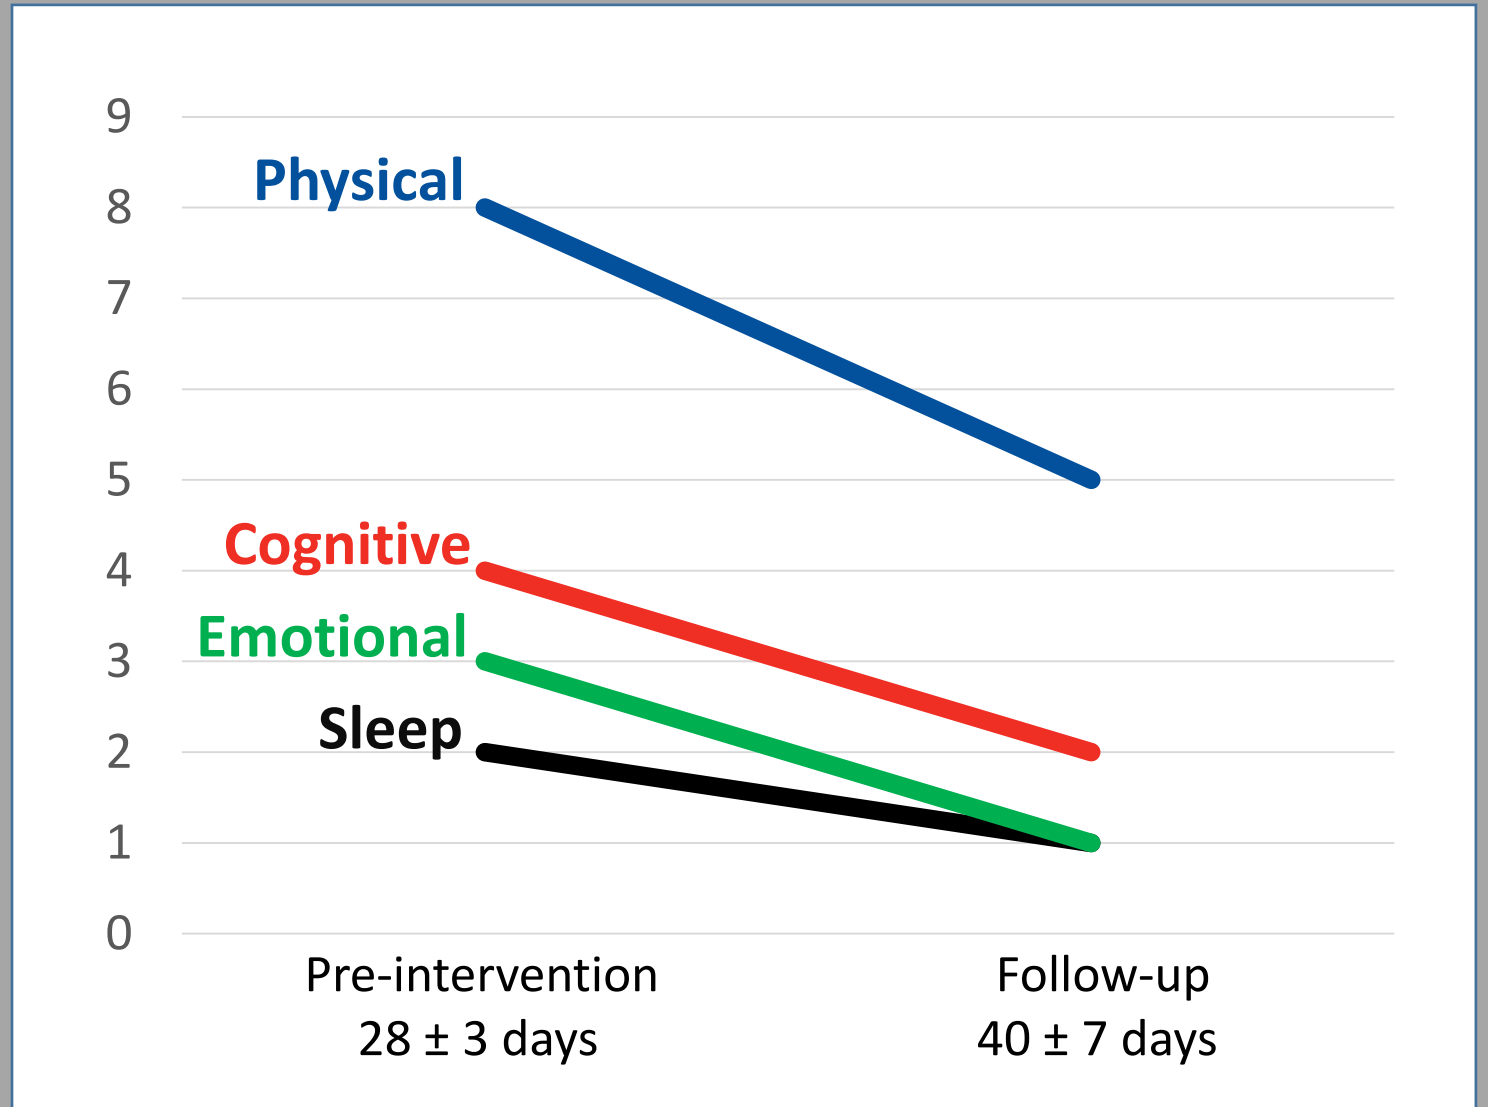 9
Physical
8
7
6
5
Cognitive
4
Emotional
3
Sleep
2
1
0
Pre-intervention
28 ± 3 days
Follow-up
40 ± 7 days